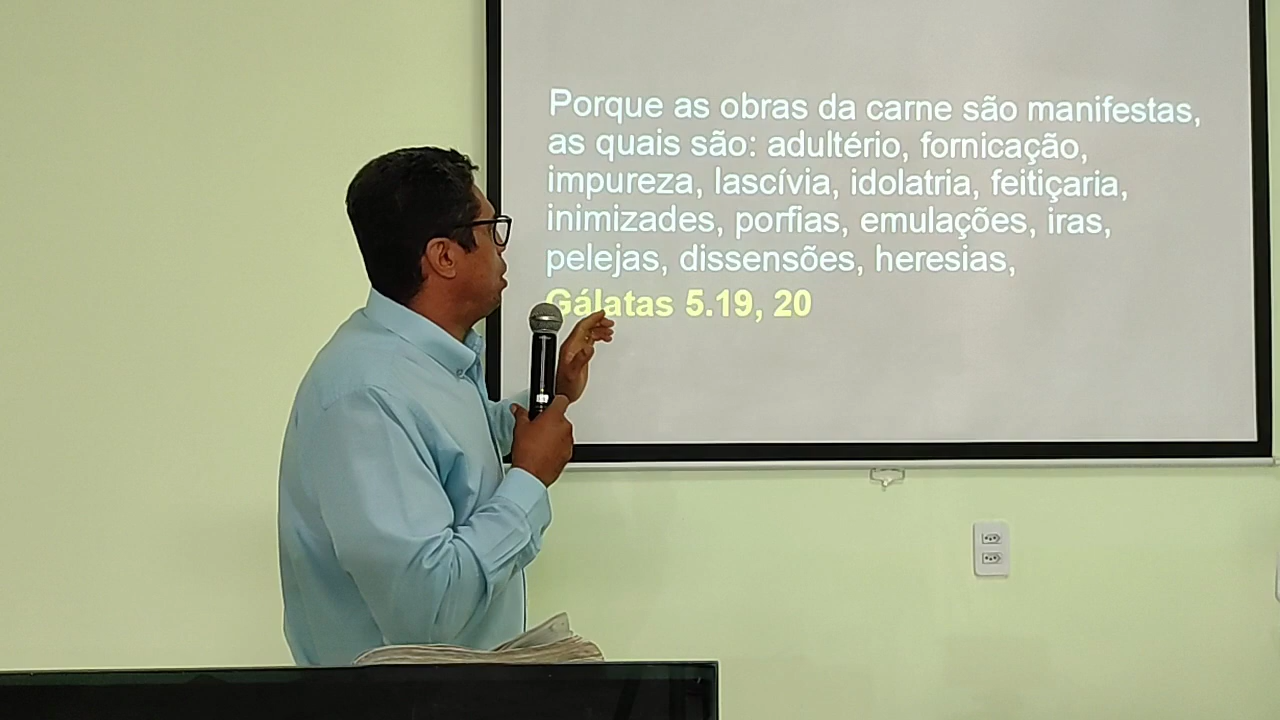 Porque as obras da carne são manifestas,
as quais são: adultério, fornicação,
impureza, lascívia, idolatria, feitiçaria,
inimizades, porfias, emulações, iras,
pelejas, dissensões, heresias,
Gálatas 5.19, 20